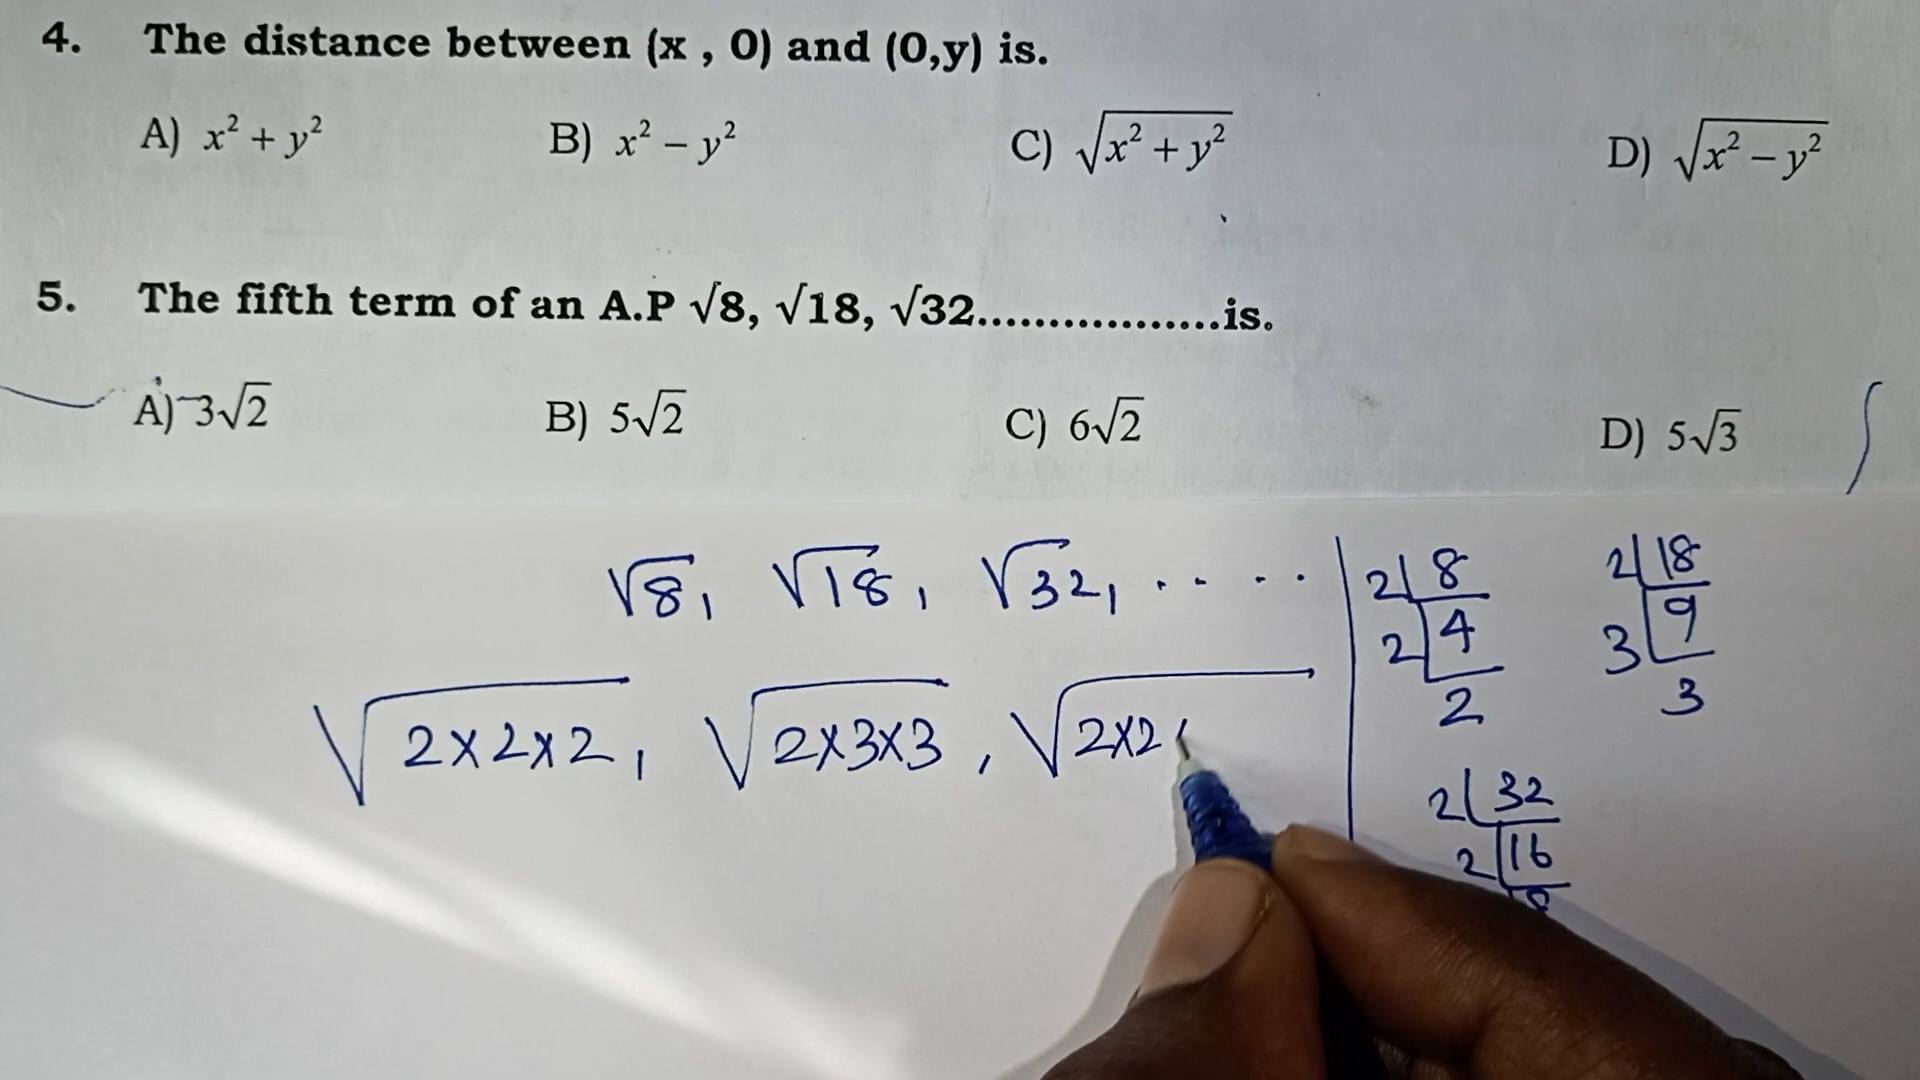 4. The distance between (x , 0) and (0,y) is.
A) x² + y² B) x² – y² C) √(x² + y²) D) √(x² – y²)
5. The fifth term of an A.P √8, √18, √32..................is.
A) 3√2 B) 5√2 C) 6√2 D) 5√3
√8, √18, √32, .....
√2×2×2, √2×3×3, √2×2
2 8
2 4
2
2 18
3 9
3
2 32
2 16
8